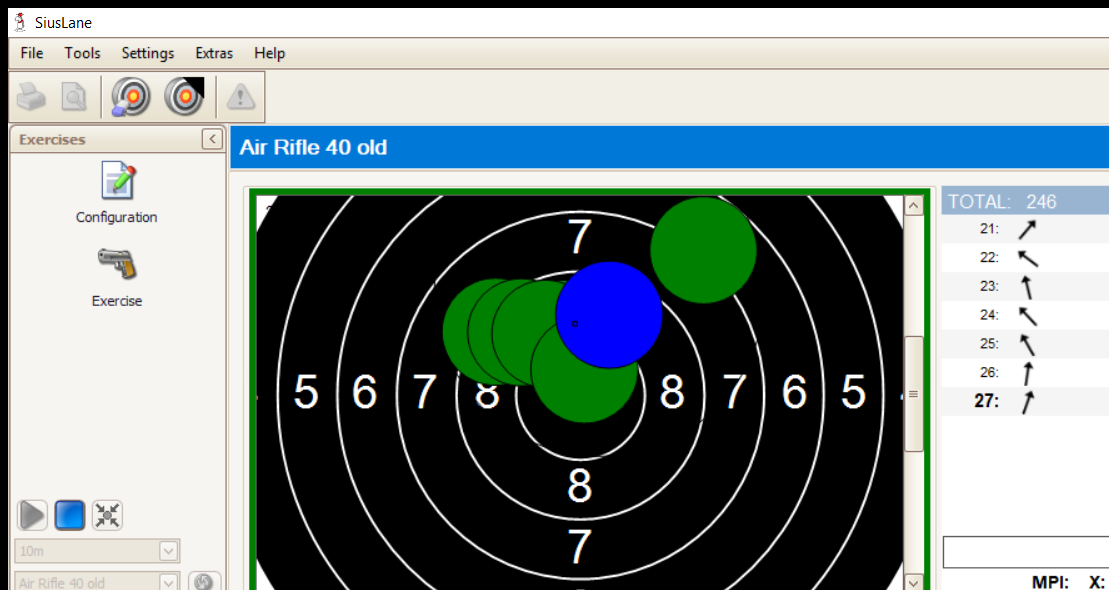 SiusLane
File Tools Settings Extras Help
Exercises
Air Rifle 40 old
Configuration
Exercise
10m
Air Rifle 40 old
7
5 6 7 8 8 7 6 5
8
7
TOTAL: 246
21:
22:
23:
24:
25:
26:
27:
MPI: X: